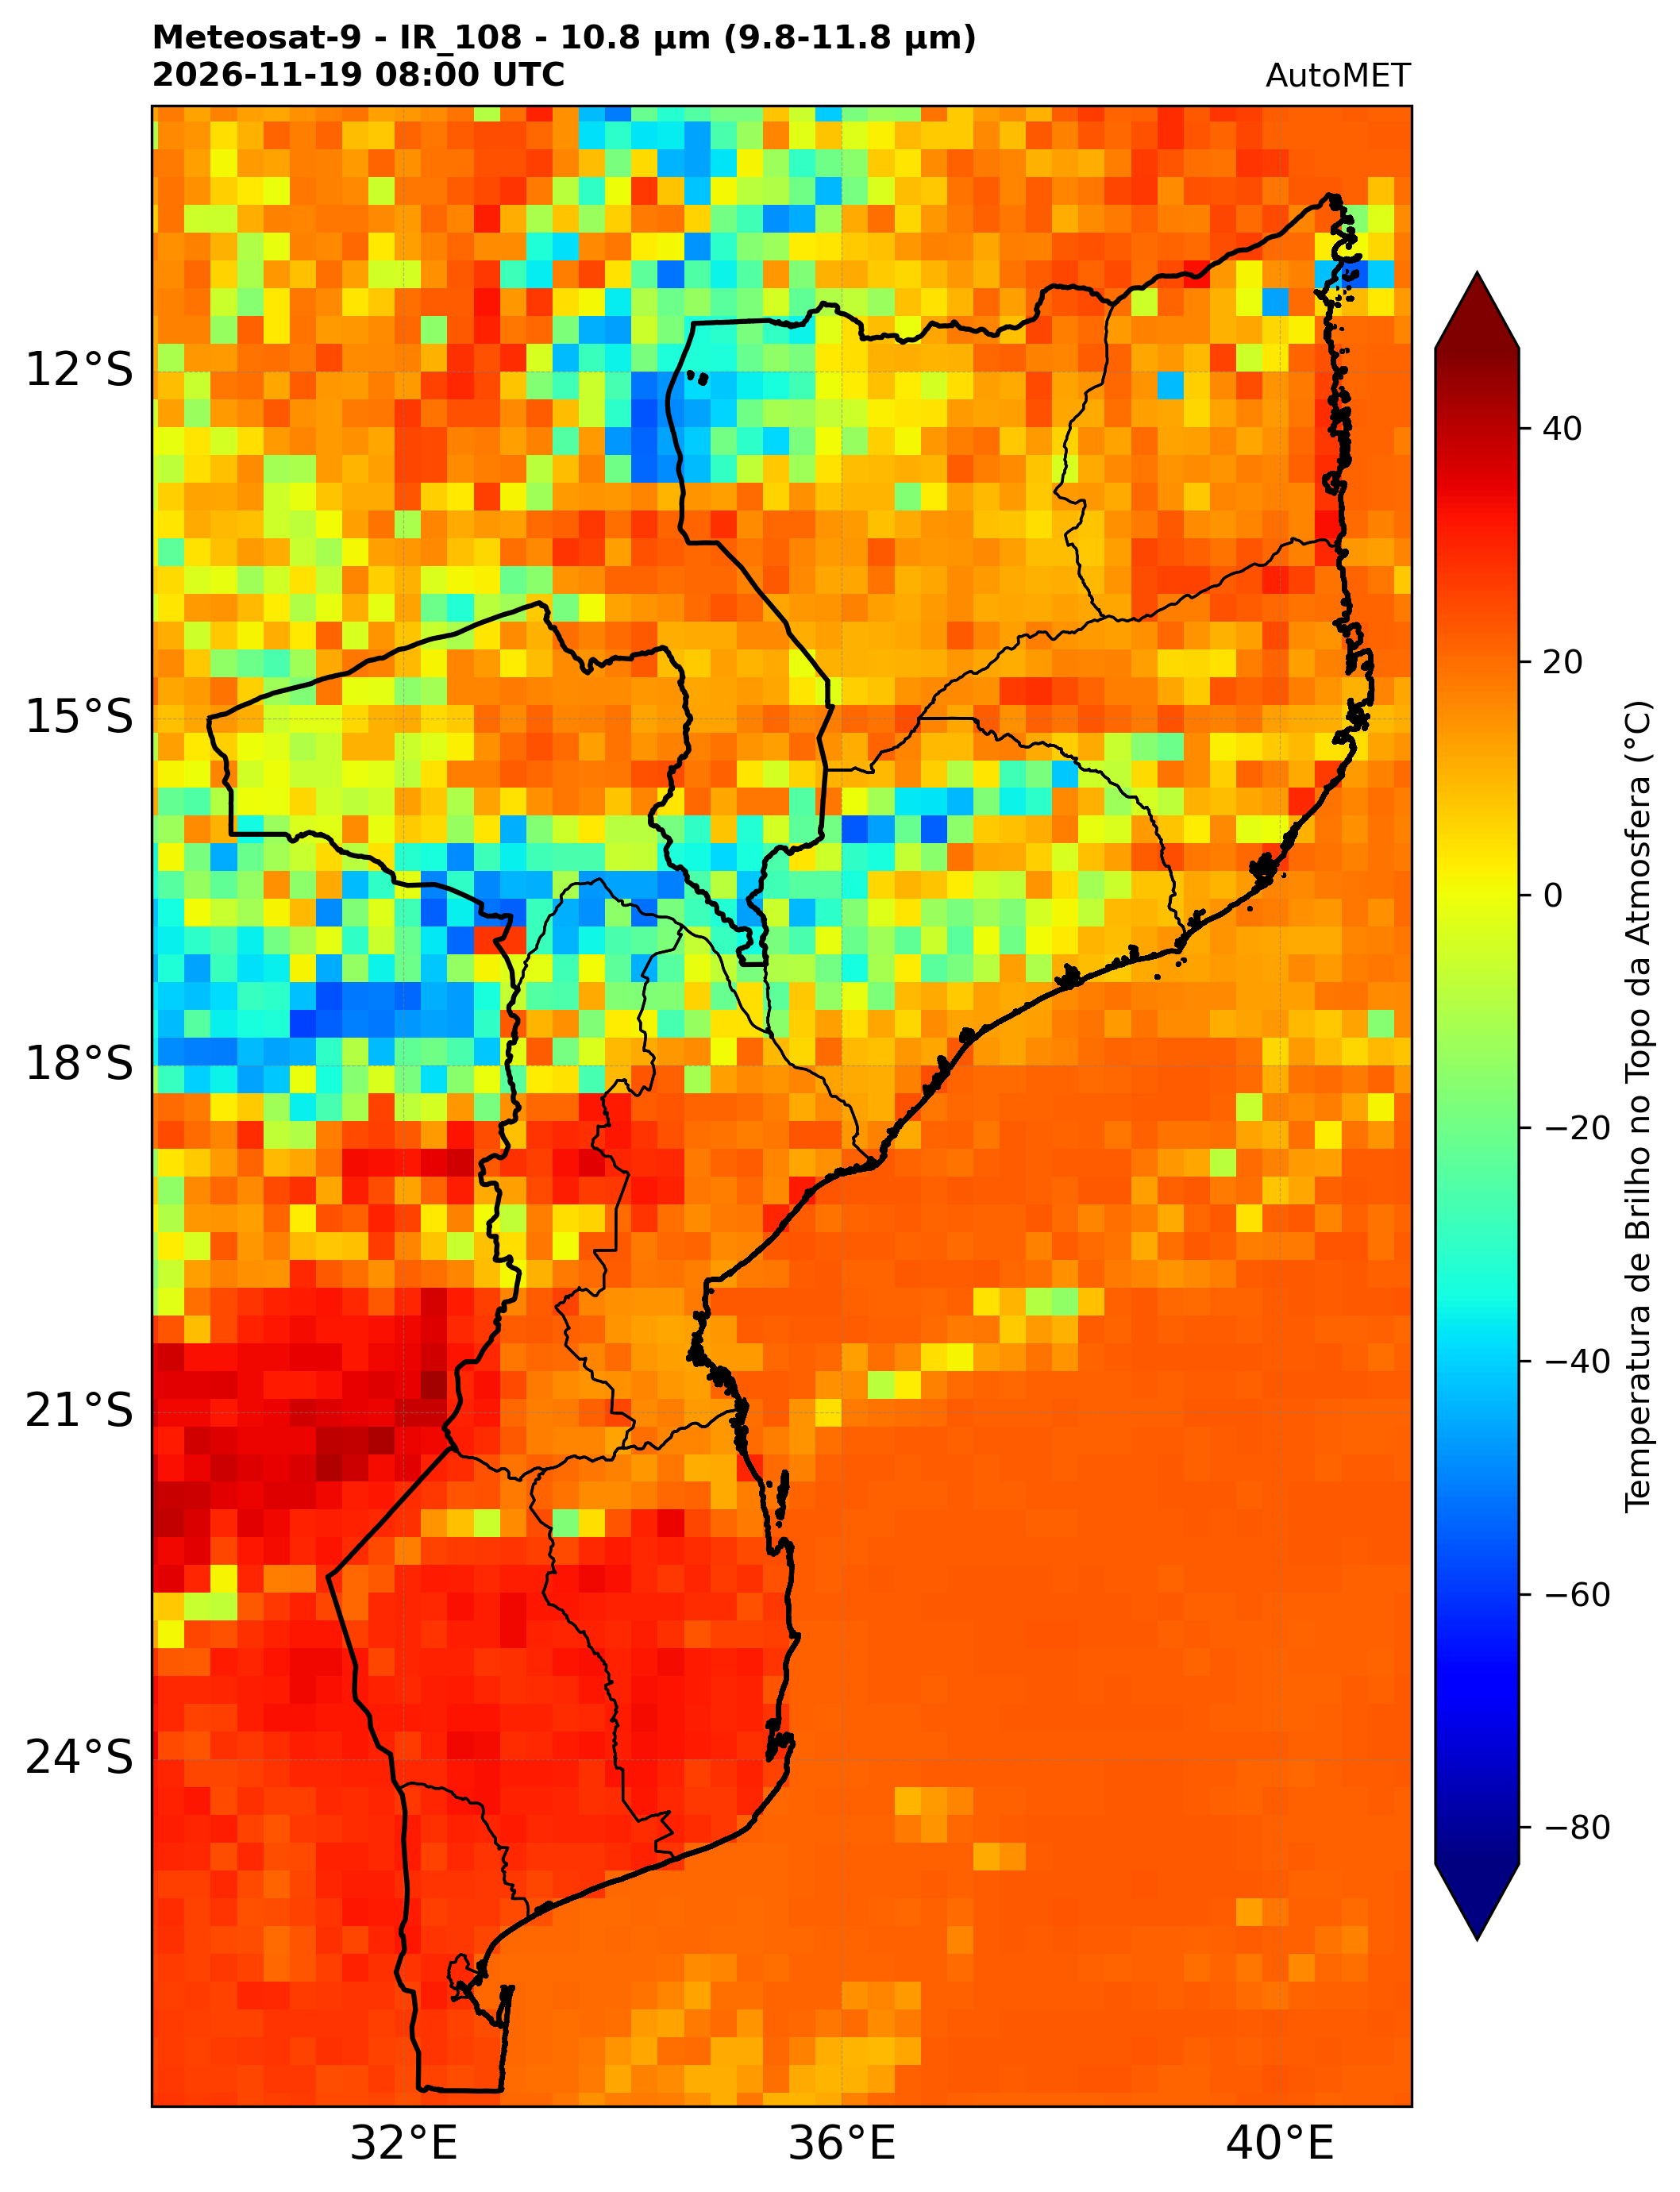 Meteosat-9 - IR_108 - 10.8 µm (9.8-11.8 µm)
2026-11-19 08:00 UTC
AutoMET
12°S
15°S
18°S
21°S
24°S
32°E
36°E
40°E
40
20
0
−20
−40
−60
−80
Temperatura de Brilho no Topo da Atmosfera (°C)